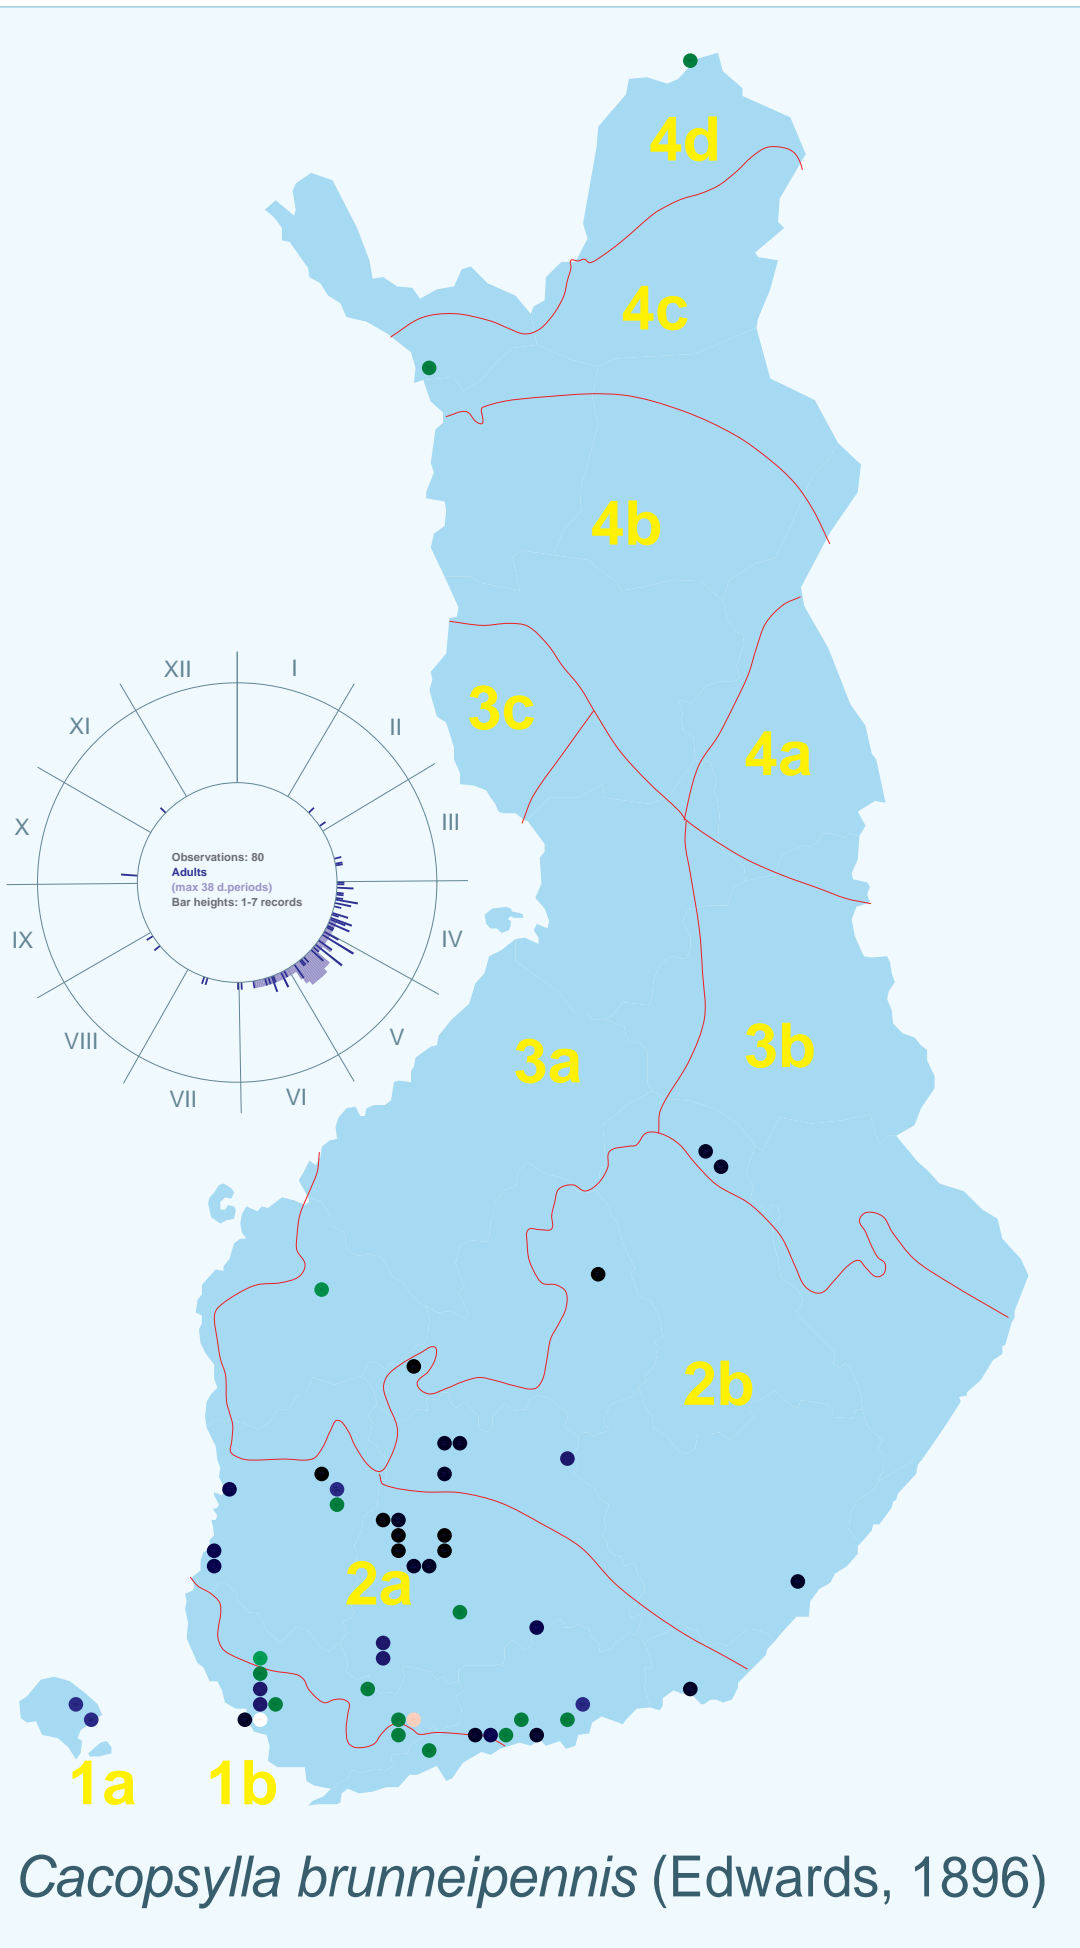 4d
4c
4b
3c
4a
XII
I
XI
II
X
III
Observations: 80
Adults
(max 38 d.periods)
Bar heights: 1-7 records
IX
IV
VIII
V
VII
VI
3a
3b
2b
2a
1a
1b
Cacopsylla brunneipennis (Edwards, 1896)